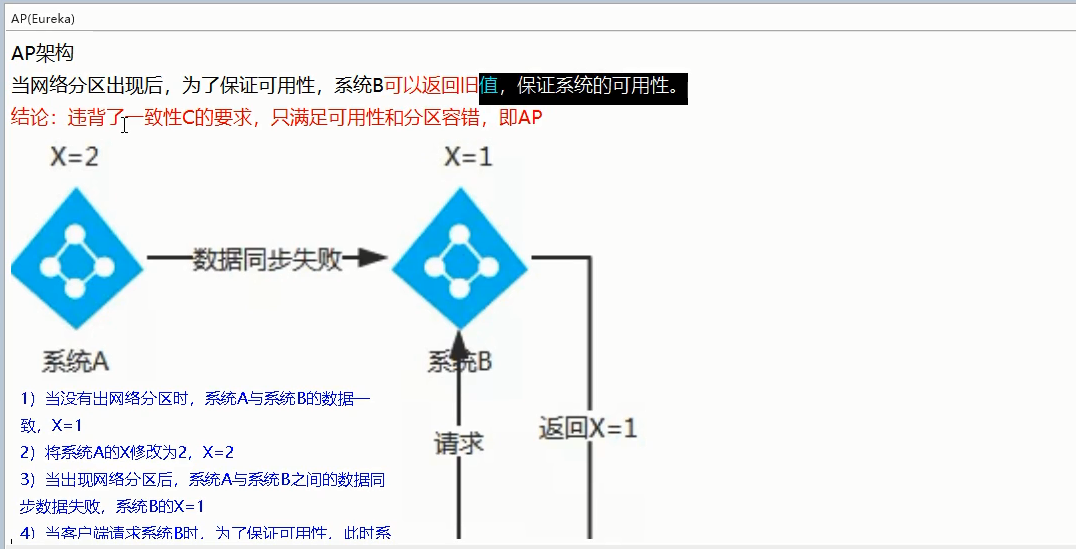 AP(Eureka)
AP架构
当网络分区出现后，为了保证可用性，系统B可以返回旧值，保证系统的可用性。
结论：违背了一致性C的要求，只满足可用性和分区容错，即AP
X=2
X=1
数据同步失败
系统A
系统B
1）当没有出网络分区时，系统A与系统B的数据一
致，X=1
2）将系统A的X修改为2，X=2
3）当出现网络分区后，系统A与系统B之间的数据同
步数据失败，系统B的X=1
4）当客户端请求系统B时，为了保证可用性，此时系
请求
返回X=1